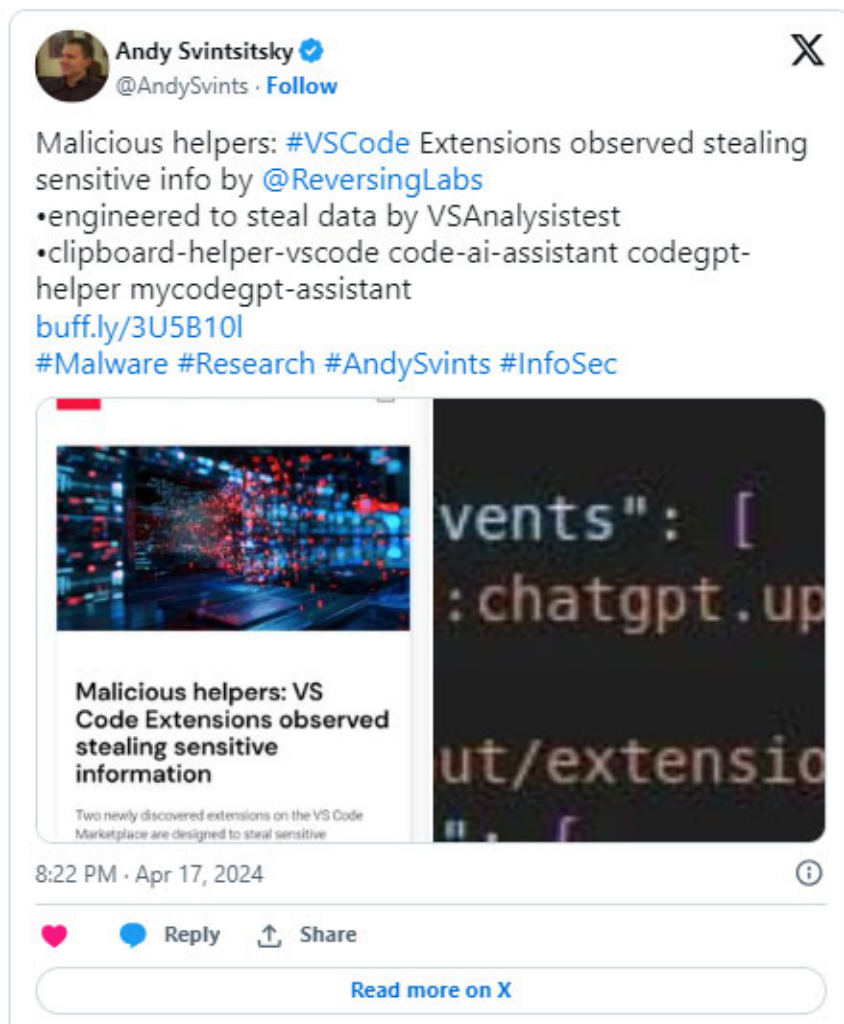 Andy Svintsitsky
X
@AndySvints · Follow
Malicious helpers: #VSCode Extensions observed stealing
sensitive info by @ReversingLabs
•engineered to steal data by VSAnalysistest
•clipboard-helper-vscode code-ai-assistant codegpt-
helper mycodegpt-assistant
buff.ly/3U5B10l
#Malware #Research #AndySvints #InfoSec
Malicious helpers: VS
Code Extensions observed
stealing sensitive
information
Two newly discovered extensions on the VS Code
Marketplace are designed to steal sensitive
vents": [
:chatgpt.up
ut/extensio
": [
8:22 PM · Apr 17, 2024
Reply Share
Read more on X